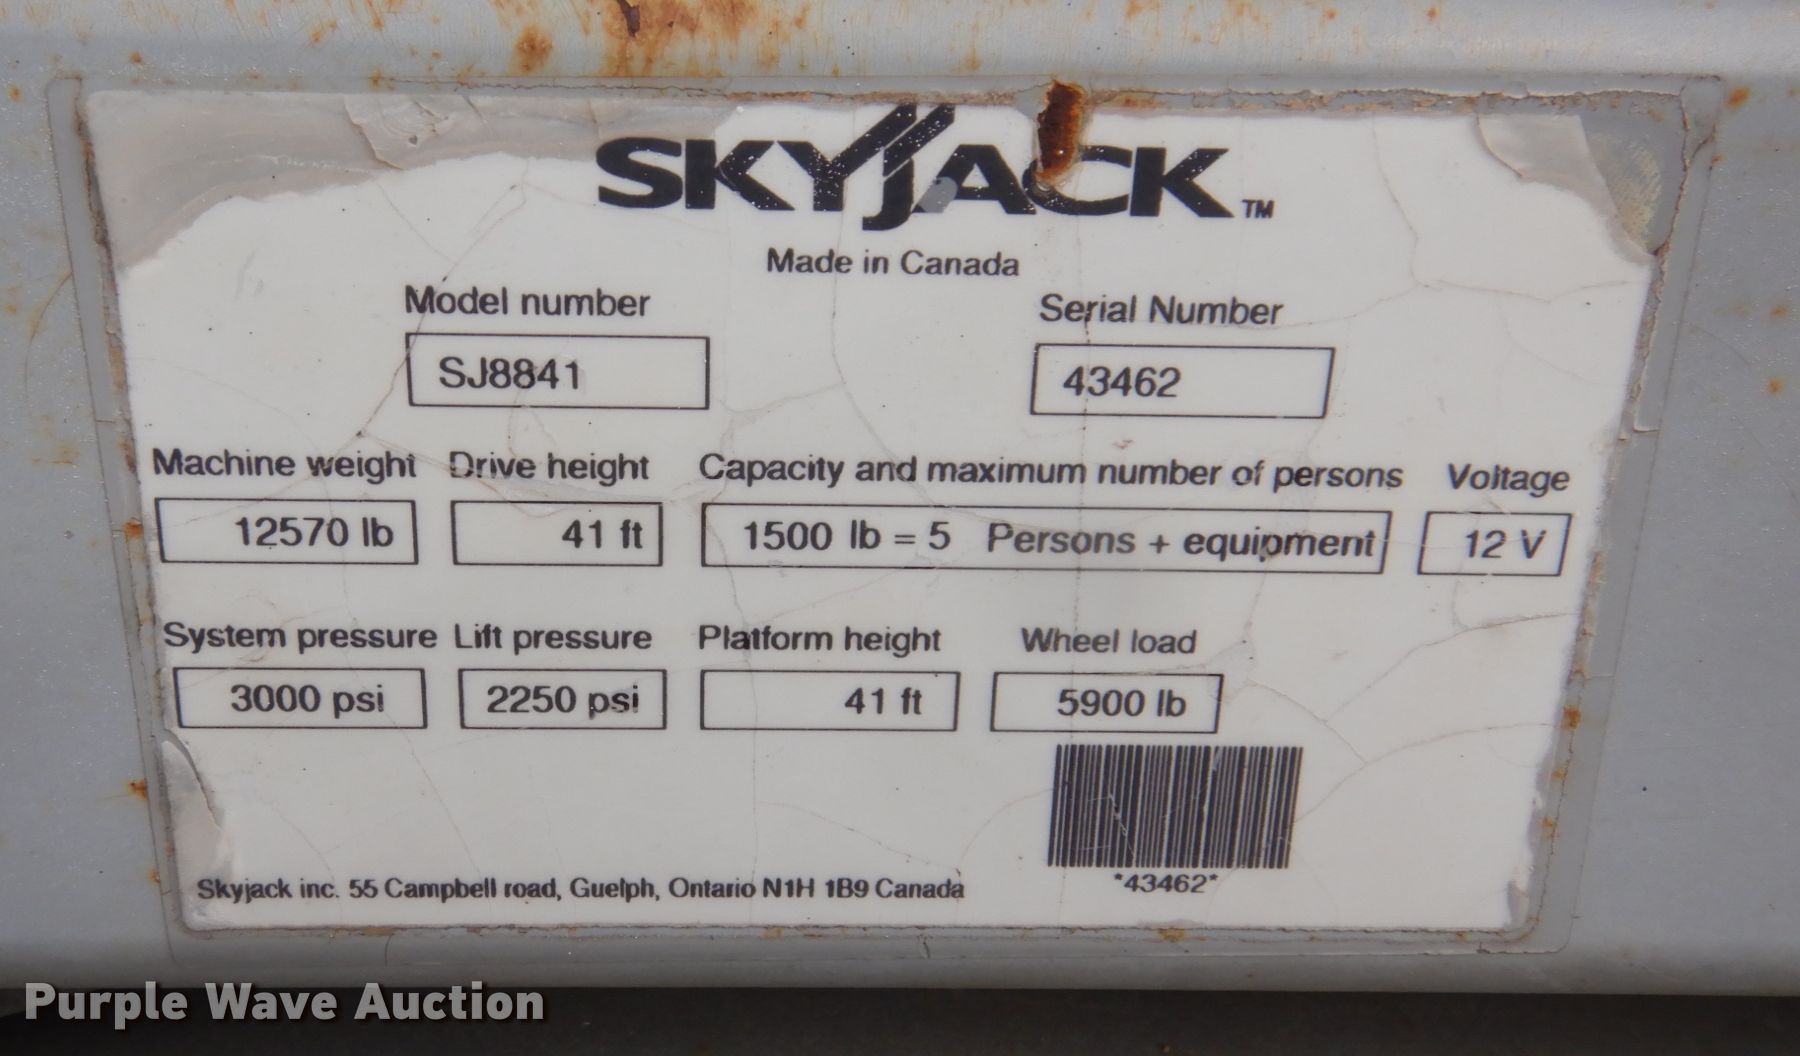 SKYJACK™
Made in Canada
Model number Serial Number
SJ8841 43462
Machine weight Drive height Capacity and maximum number of persons Voltage
12570 lb 41 ft 1500 lb = 5 Persons + equipment 12 V
System pressure Lift pressure Platform height Wheel load
3000 psi 2250 psi 41 ft 5900 lb
Skyjack inc. 55 Campbell road, Guelph, Ontario N1H 1B9 Canada *43462*
Purple Wave Auction